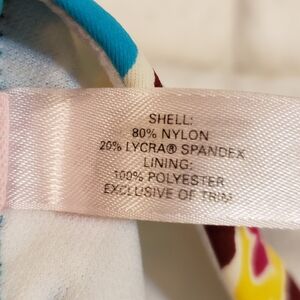 SHELL:
80% NYLON
20% LYCRA® SPANDEX
LINING:
100% POLYESTER
EXCLUSIVE OF TRIM